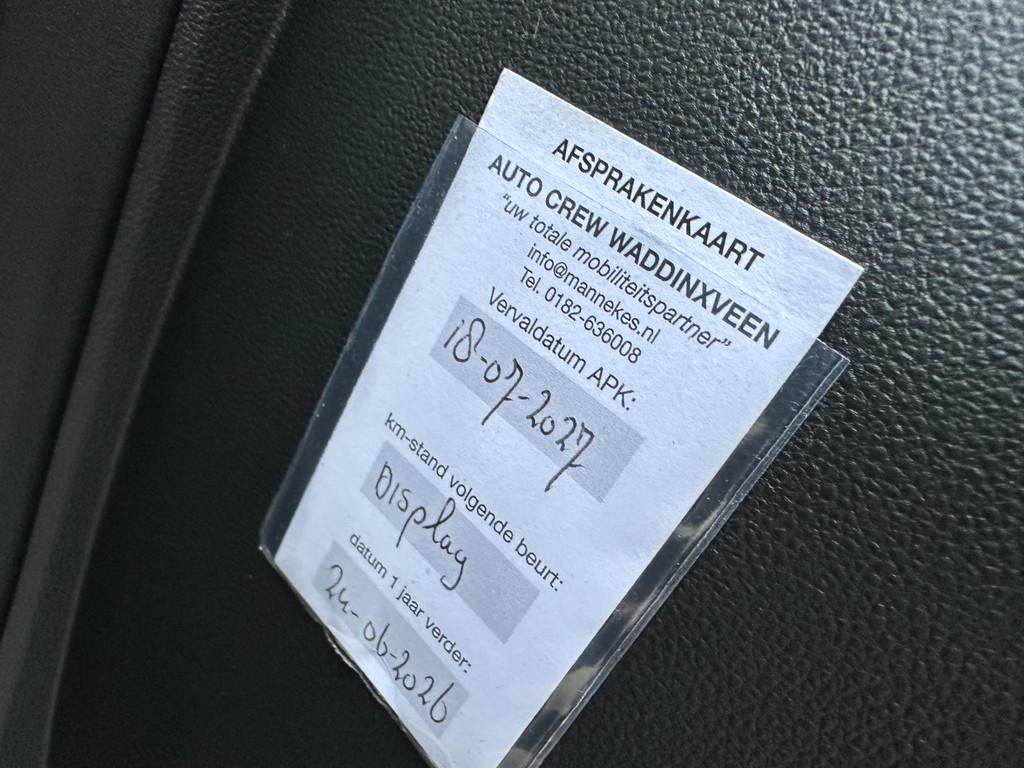 AFSPRAKENKAART
AUTO CREW WADDINXVEEN
"uw totale mobiliteitspartner"
info@mannekes.nl
Tel. 0182-636008
Vervaldatum APK:
18-07-2027
km-stand volgende beurt:
Display
datum 1 jaar verder:
24-06-2026